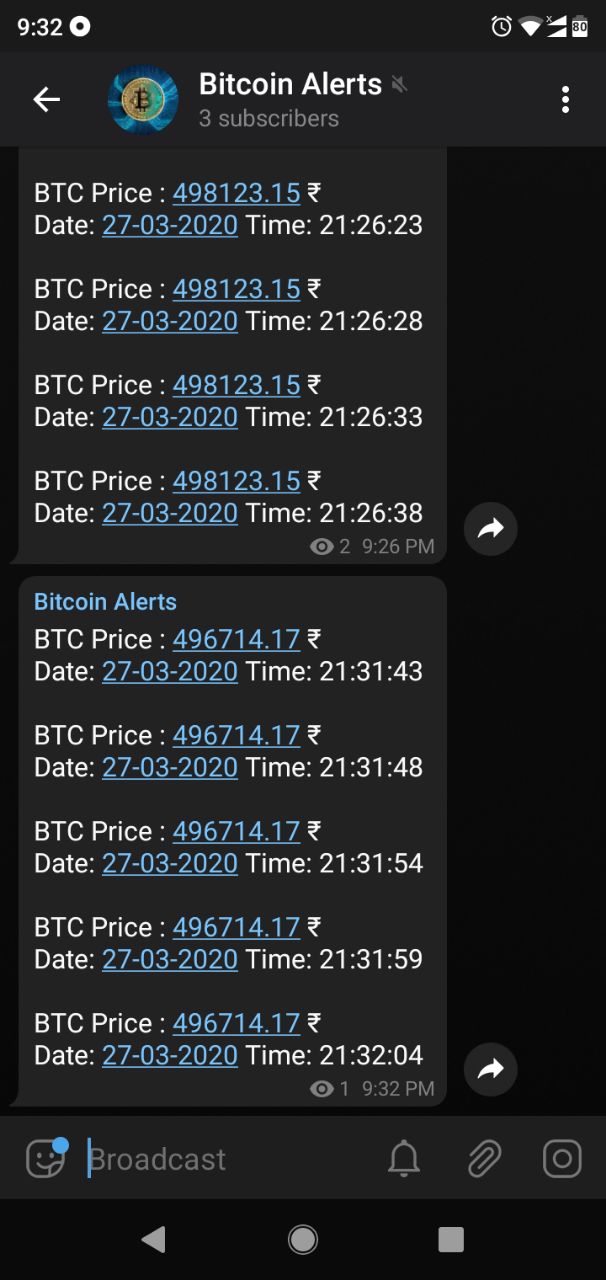 9:32
x
80
Bitcoin Alerts
3 subscribers
BTC Price : 498123.15 ₹
Date: 27-03-2020 Time: 21:26:23
BTC Price : 498123.15 ₹
Date: 27-03-2020 Time: 21:26:28
BTC Price : 498123.15 ₹
Date: 27-03-2020 Time: 21:26:33
BTC Price : 498123.15 ₹
Date: 27-03-2020 Time: 21:26:38
2 9:26 PM
Bitcoin Alerts
BTC Price : 496714.17 ₹
Date: 27-03-2020 Time: 21:31:43
BTC Price : 496714.17 ₹
Date: 27-03-2020 Time: 21:31:48
BTC Price : 496714.17 ₹
Date: 27-03-2020 Time: 21:31:54
BTC Price : 496714.17 ₹
Date: 27-03-2020 Time: 21:31:59
BTC Price : 496714.17 ₹
Date: 27-03-2020 Time: 21:32:04
1 9:32 PM
Broadcast